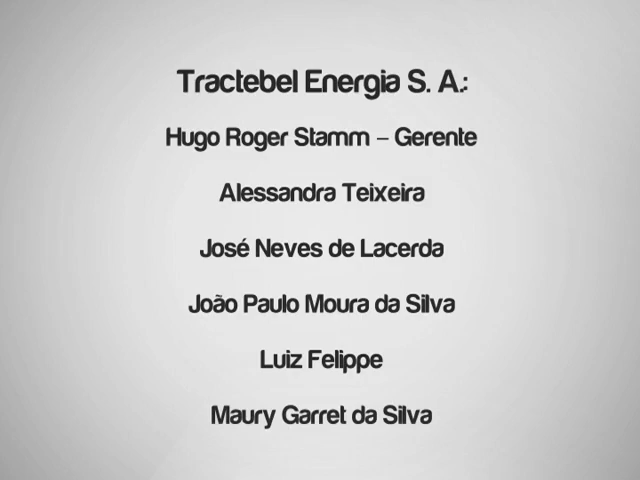 Tractebel Energia S. A.:
Hugo Roger Stamm – Gerente
Alessandra Teixeira
José Neves de Lacerda
João Paulo Moura da Silva
Luiz Felippe
Maury Garret da Silva